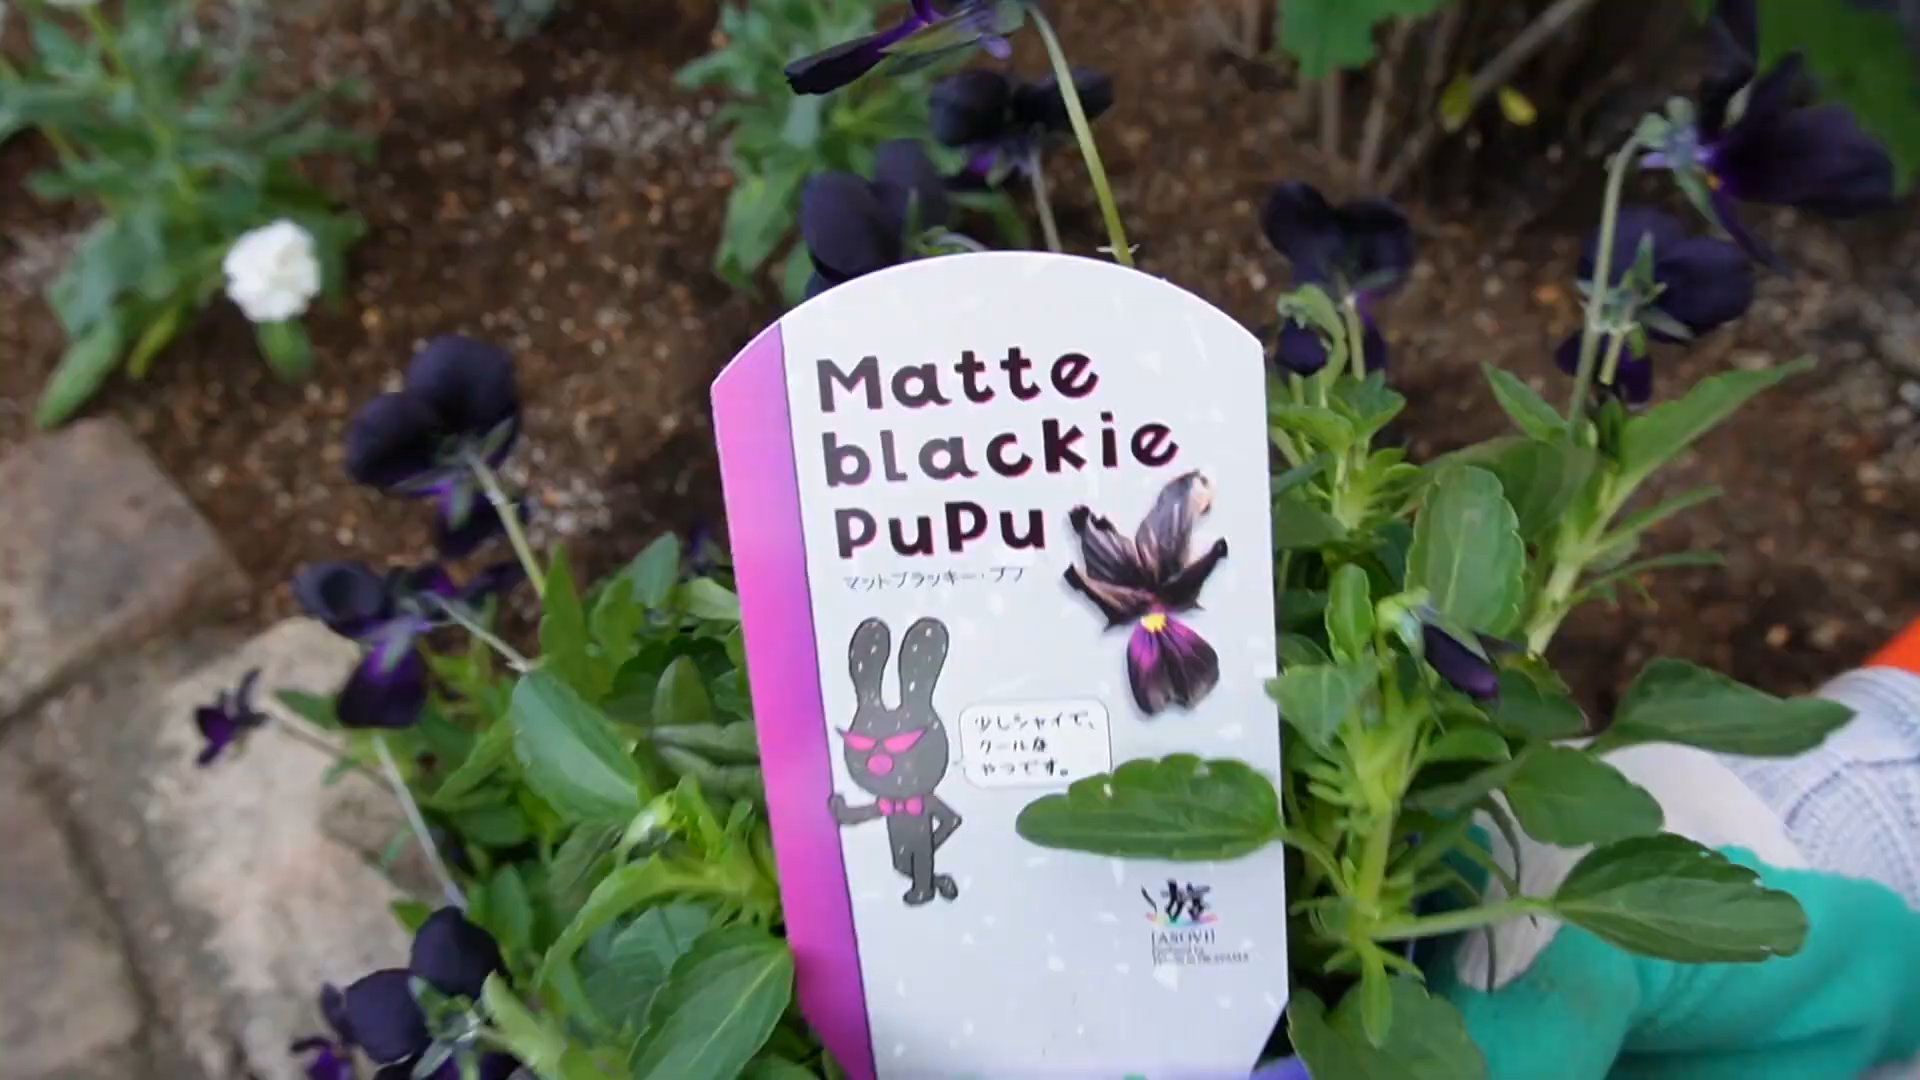 Matte
blackie
PuPu
マットブラッキー・ププ
少しシャイで、
クールな
やつです。
遊
[ASOVI]